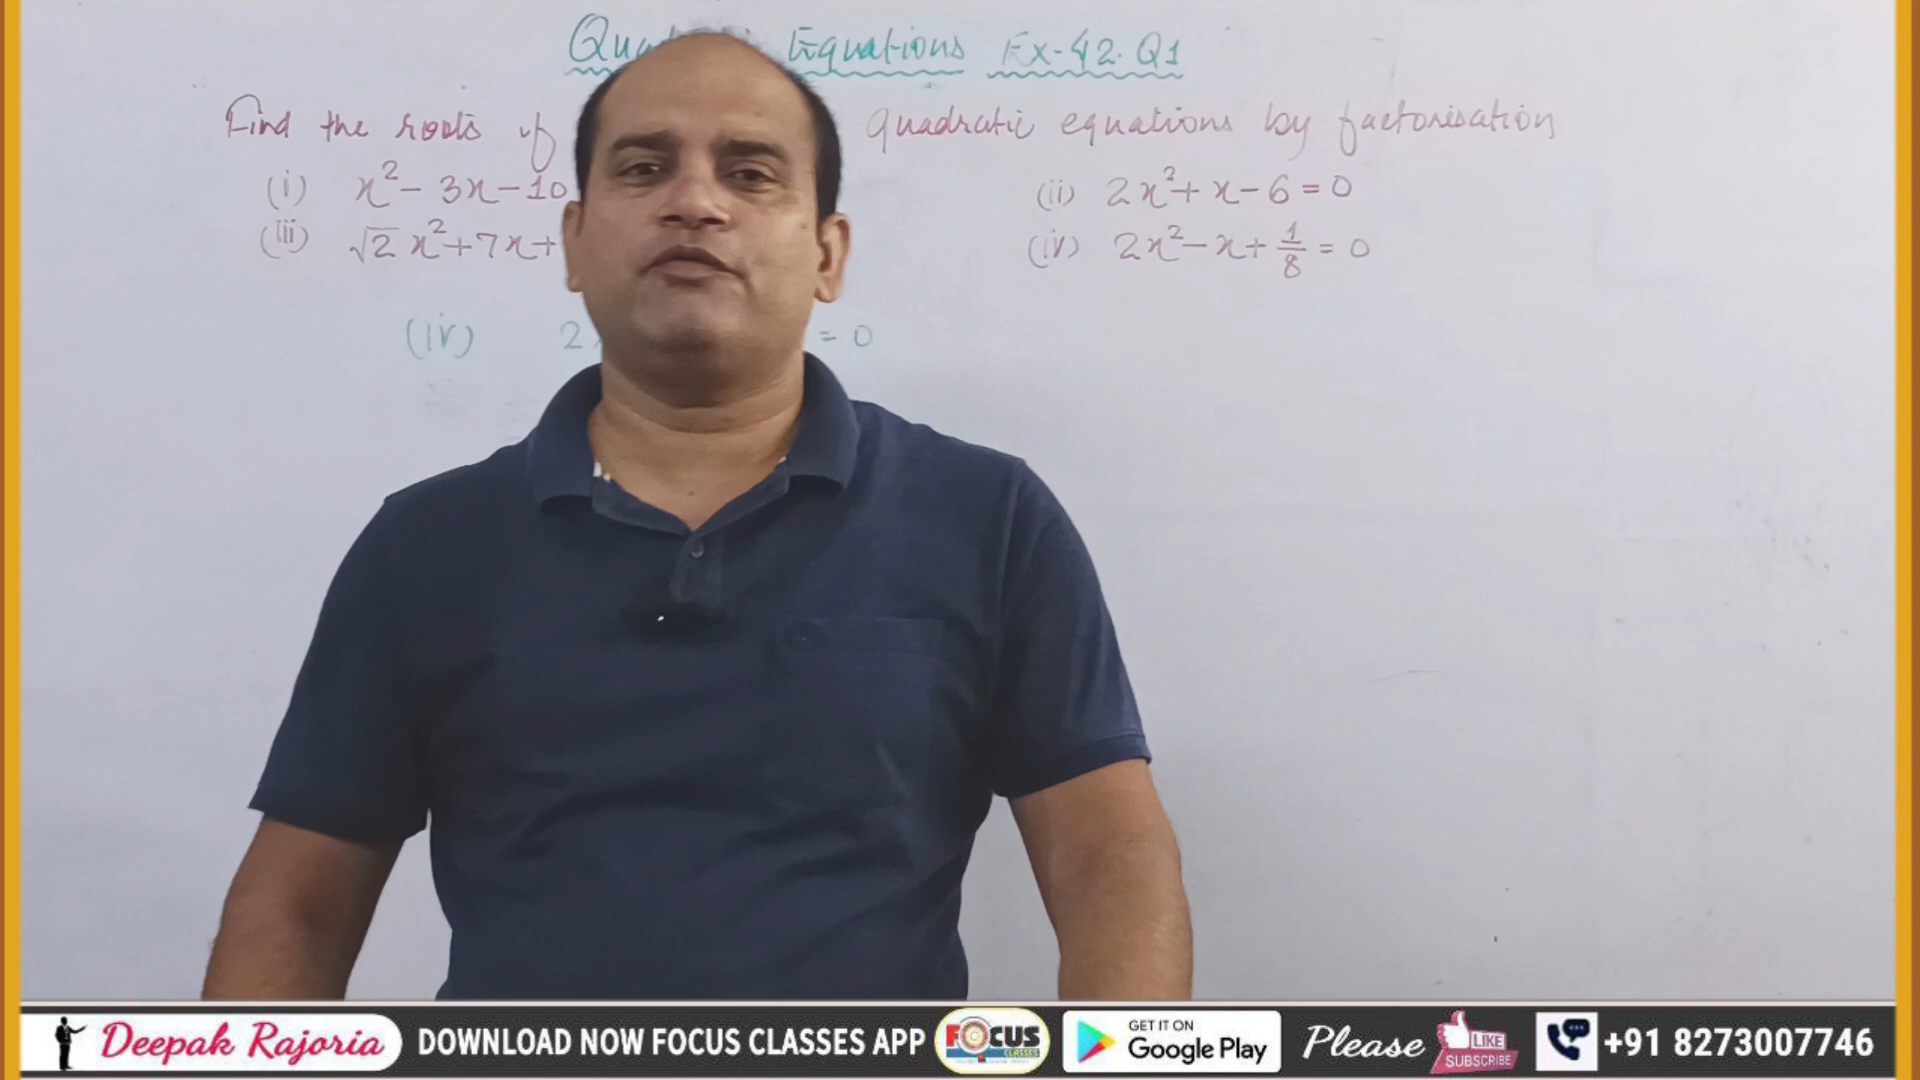 Qua Equations Ex-4.2. Q1
Find the roots of quadratic equations by factorisation
(i) x² - 3x - 10 (ii) 2x² + x - 6 = 0
(iii) √2 x² + 7x + (iv) 2x² - x + 1/8 = 0
(iv) 2 = 0
Deepak Rajoria DOWNLOAD NOW FOCUS CLASSES APP FOCUS CLASSES GET IT ON Google Play Please LIKE SUBSCRIBE +91 8273007746